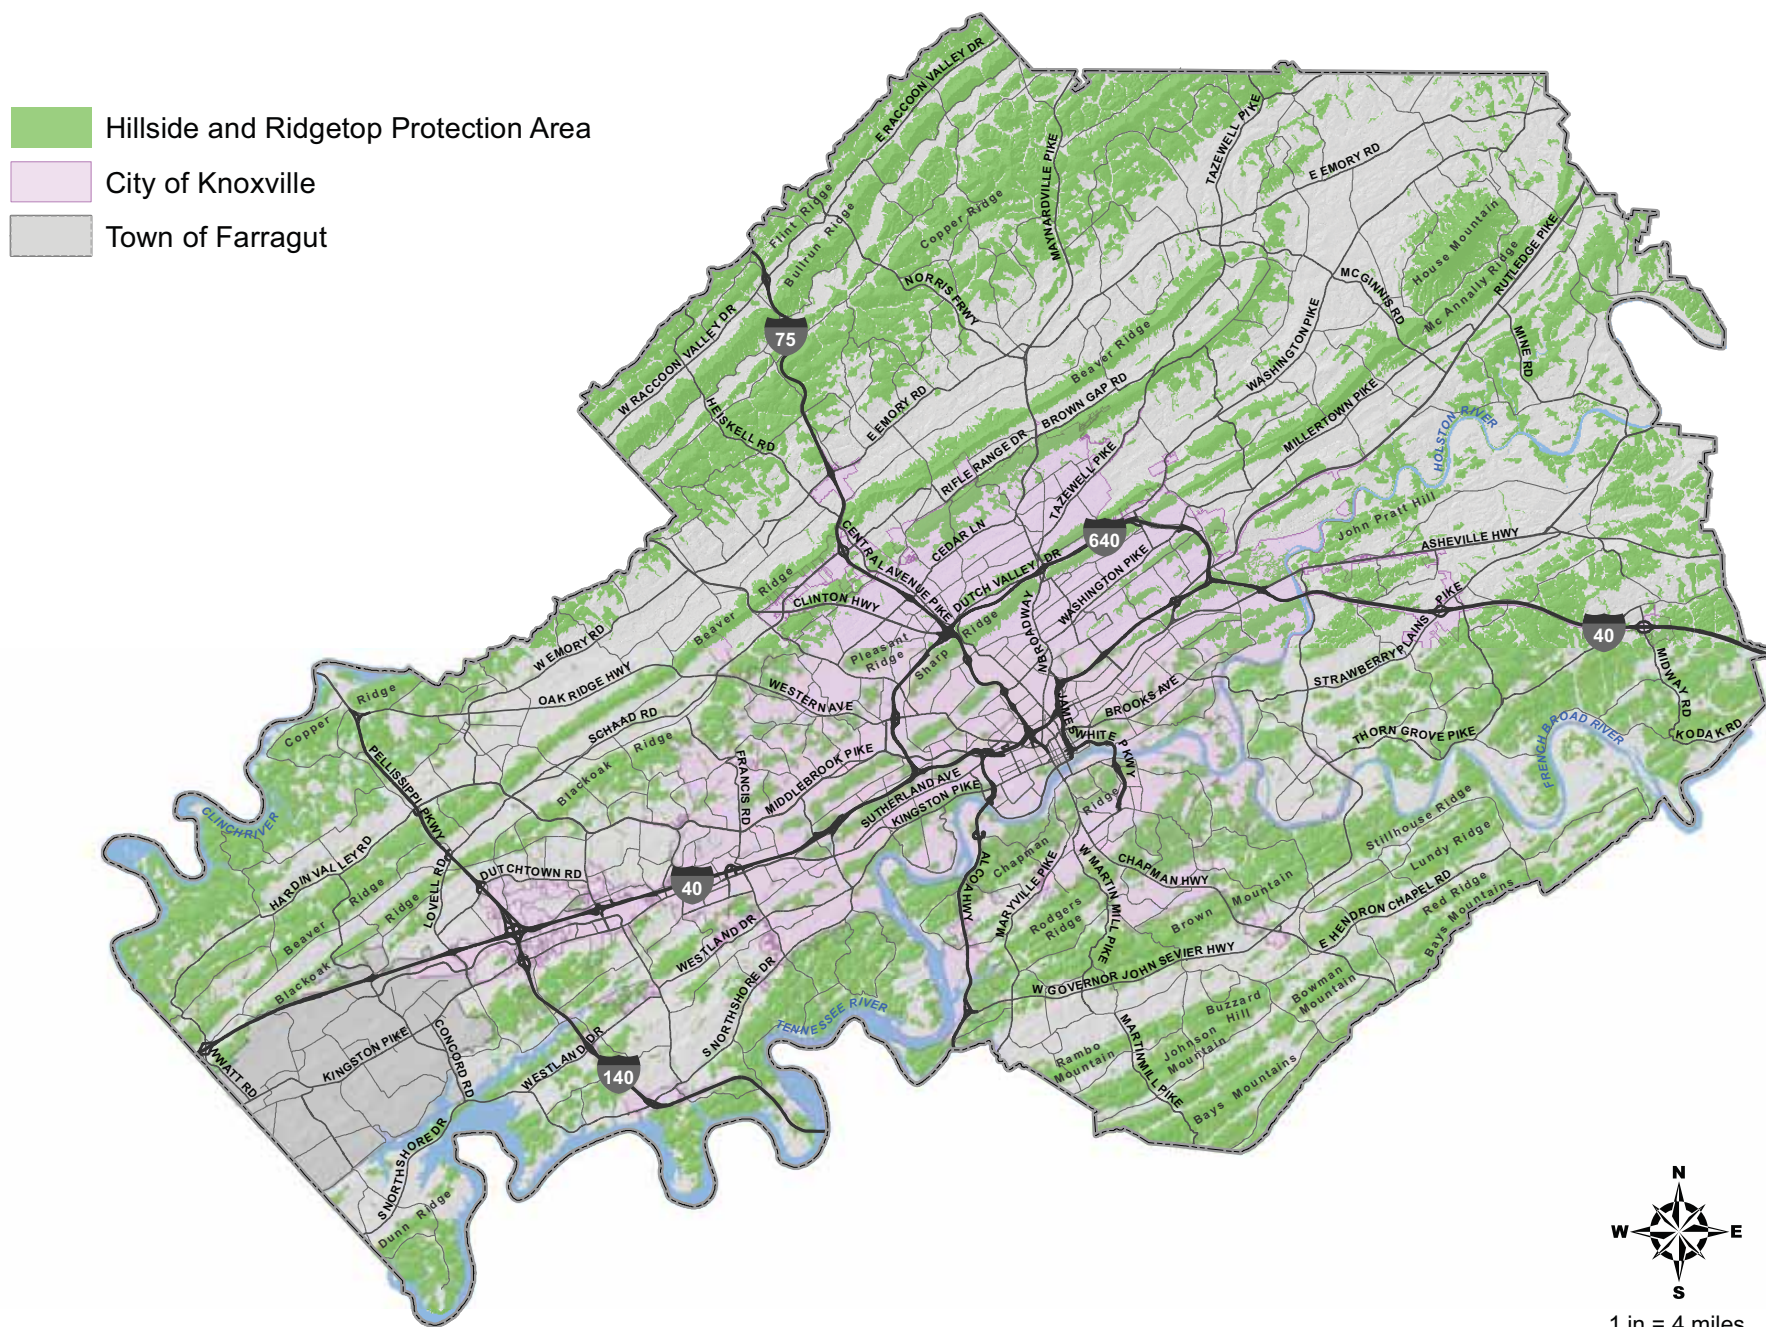 Hillside and Ridgetop Protection Area
City of Knoxville
Town of Farragut
E RACCOON VALLEY DR
MAYNARDVILLE PIKE
TAZEWELL PIKE
E EMORY RD
Flint Ridge
Bullrun Ridge
Copper Ridge
House Mountain
Mc Annally Ridge
RUTLEDGE PIKE
NORRIS FRWY
MC GINNIS RD
75
W RACCOON VALLEY DR
Beaver Ridge
WASHINGTON PIKE
MINE RD
HEISKELL RD
E EMORY RD
BROWN GAP RD
MILLERTOWN PIKE
RIFLE RANGE DR
HOLSTON RIVER
TAZEWELL PIKE
John Pratt Hill
CENTRAL AVENUE PIKE
CEDAR LN
640
ASHEVILLE HWY
DUTCH VALLEY DR
WASHINGTON PIKE
Beaver Ridge
CLINTON HWY
N BROADWAY
PIKE
STRAWBERRY PLAINS
40
W EMORY RD
Pleasant
Ridge
Sharp Ridge
MIDWAY RD
OAK RIDGE HWY
WESTERN AVE
JAMES WHITE PKWY
BROOKS AVE
Copper Ridge
SCHAAD RD
THORN GROVE PIKE
FRENCH BROAD RIVER
KODAK RD
PELLISSIPPI PKWY
Blackoak Ridge
FRANCIS RD
MIDDLEBROOK PIKE
SUTHERLAND AVE
KINGSTON PIKE
Chapman Ridge
Stillhouse Ridge
CLINCH RIVER
HARDIN VALLEY RD
LOVELL RD
DUTCHTOWN RD
40
ALCOA HWY
MARYVILLE PIKE
W MARTIN MILL PIKE
CHAPMAN HWY
Lundy Ridge
Beaver Ridge
Brown Mountain
E HENDRON CHAPEL RD
Red Ridge
Bays Mountains
Rodgers
Ridge
Blackoak Ridge
WESTLAND DR
S NORTHSHORE DR
W GOVERNOR JOHN SEVIER HWY
Bowman
Mountain
Buzzard
Hill
TENNESSEE RIVER
Johnson
Mountain
Rambo
Mountain
MARTIN MILL PIKE
Bays Mountains
KINGSTON PIKE
CONCORD RD
WESTLAND DR
140
WATT RD
S NORTHSHORE DR
Dunn Ridge
N
W E
S
1 in = 4 miles